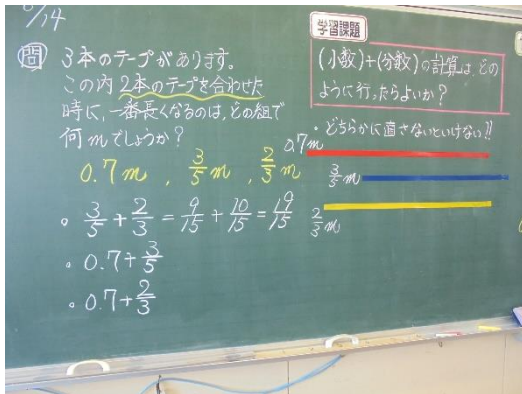 6/14
問 3本のテープがあります。
この内2本のテープを合わせた
時に、一番長くなるのは、どの組で
何mでしょうか?
0.7m , 3/5 m , 2/3 m
。 3/5 + 2/3 = 9/15 + 10/15 = 19/15
。 0.7 + 3/5
。 0.7 + 2/3
学習課題
(小数)+(分数)の計算は、どの
ように行ったらよいか?
・どちらかに直さないといけない!!
0.7m
3/5 m
2/3 m